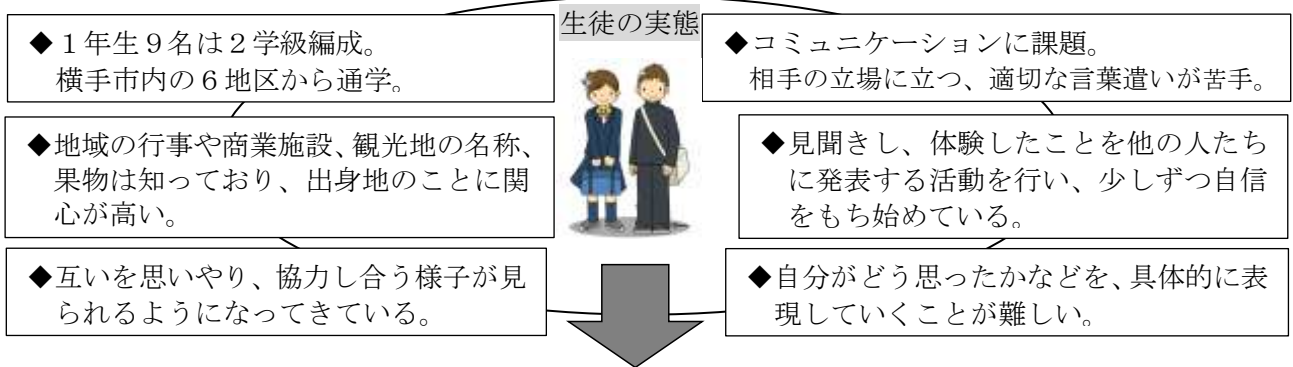 生徒の実態
◆１年生９名は２学級編成。
横手市内の６地区から通学。
◆地域の行事や商業施設、観光地の名称、
果物は知っており、出身地のことに関
心が高い。
◆互いを思いやり、協力し合う様子が見
られるようになってきている。
◆コミュニケーションに課題。
相手の立場に立つ、適切な言葉遣いが苦手。
◆見聞きし、体験したことを他の人たち
に発表する活動を行い、少しずつ自信
をもち始めている。
◆自分がどう思ったかなどを、具体的に表
現していくことが難しい。